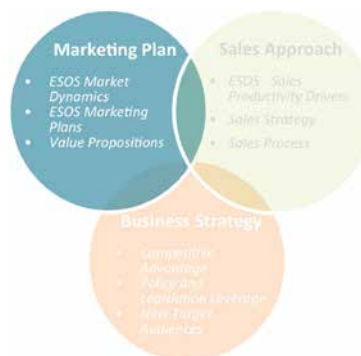 Marketing Plan
• ESOS Market
Dynamics
• ESOS Marketing
Plans
• Value Propositions
Sales Approach
• ESOS Sales
Productivity Drivers
• Sales Strategy
• Sales Process
Business Strategy
• Competitive
Advantage
• Policy And
Legislation Leverage
• New Target
Audiences